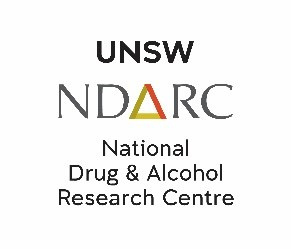 UNSW
NDARC
National
Drug & Alcohol
Research Centre